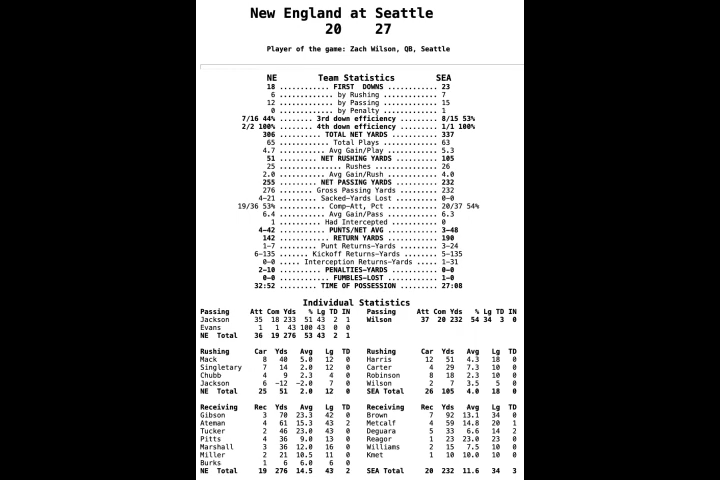 New England at Seattle
20 27
Player of the game: Zach Wilson, QB, Seattle
NE Team Statistics SEA
18 ............ FIRST DOWNS ............ 23
6 ............ by Rushing ............ 7
12 ............ by Passing ............ 15
0 ............ by Penalty ............ 1
7/16 44% ... 3rd down efficiency ......... 8/15 53%
2/2 100% ... 4th down efficiency ......... 1/1 100%
306 ......... TOTAL NET YARDS ......... 337
65 ............ Total Plays ............ 63
4.7 ......... Avg Gain/Play ......... 5.3
51 ......... NET RUSHING YARDS ......... 105
25 ............ Rushes ............ 26
2.0 ......... Avg Gain/Rush ......... 4.0
255 ......... NET PASSING YARDS ......... 232
276 ......... Gross Passing Yards ......... 232
4-21 ......... Sacked-Yards Lost ......... 0-0
19/36 53% ......... Comp-Att, Pct ......... 20/37 54%
6.4 ......... Avg Gain/Pass ......... 6.3
1 ......... Had Intercepted ......... 0
4-42 ......... PUNTS/NET AVG ......... 3-48
142 ......... RETURN YARDS ......... 190
1-7 ...... Punt Returns-Yards ......... 3-24
6-135 ...... Kickoff Returns-Yards ...... 5-135
0-0 .... Interception Returns-Yards .... 1-31
2-10 ......... PENALTIES-YARDS ......... 0-0
0-0 ......... FUMBLES-LOST ......... 1-0
32:52 ...... TIME OF POSSESSION ...... 27:08
Individual Statistics
Passing Att Com Yds % Lg TD IN Passing Att Com Yds % Lg TD IN
Jackson 35 18 233 51 43 2 1 Wilson 37 20 232 54 34 3 0
Evans 1 1 43 100 43 0 0
NE Total 36 19 276 53 43 2 1
Rushing Car Yds Avg Lg TD Rushing Car Yds Avg Lg TD
Mack 8 40 5.0 12 0 Harris 12 51 4.3 18 0
Singletary 7 14 2.0 12 0 Carter 4 29 7.3 10 0
Chubb 4 9 2.3 4 0 Robinson 8 18 2.3 10 0
Jackson 6 -12 -2.0 7 0 Wilson 2 7 3.5 5 0
NE Total 25 51 2.0 12 0 SEA Total 26 105 4.0 18 0
Receiving Rec Yds Avg Lg TD Receiving Rec Yds Avg Lg TD
Gibson 3 70 23.3 42 0 Brown 7 92 13.1 34 0
Ateman 4 61 15.3 43 2 Metcalf 4 59 14.8 20 1
Tucker 2 46 23.0 43 0 Deguara 5 33 6.6 14 2
Pitts 4 36 9.0 13 0 Reagor 1 23 23.0 23 0
Marshall 3 36 12.0 16 0 Williams 2 15 7.5 10 0
Miller 2 21 10.5 11 0 Kmet 1 10 10.0 10 0
Burks 1 6 6.0 6 0
NE Total 19 276 14.5 43 2 SEA Total 20 232 11.6 34 3